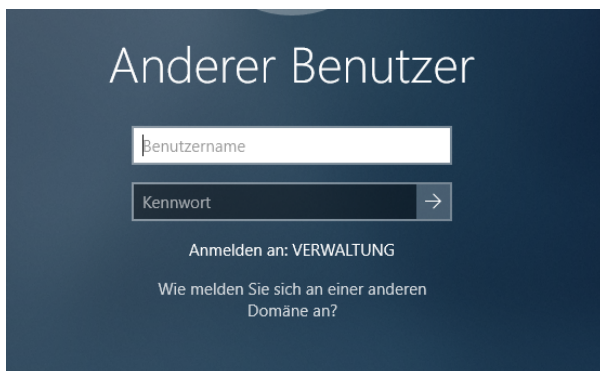 Anderer Benutzer
Benutzername
Kennwort
Anmelden an: VERWALTUNG
Wie melden Sie sich an einer anderen
Domäne an?